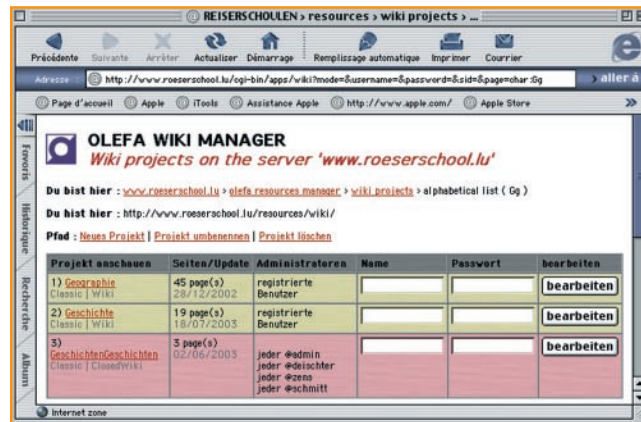 REISERSCHOULEN › resources › wiki projects › ...
Précédente Suivante Arrêter Actualiser Démarrage Remplissage automatique Imprimer Courrier
Adresse : http://www.roeserschool.lu/cgi-bin/apps/wiki?mode=&username=&password=&sid=&page=char:Gg › aller à
Page d'accueil Apple iTools Assistance Apple http://www.apple.com/ Apple Store »
Favoris
Historique
Recherche
Album
OLEFA WIKI MANAGER
Wiki projects on the server 'www.roeserschool.lu'
Du bist hier : www.roeserschool.lu › olefa resources manager › wiki projects › alphabetical list ( Gg )
Du bist hier : http://www.roeserschool.lu/resources/wiki/
Pfad : Neues Projekt | Projekt umbenennen | Projekt löschen
Projekt anschauen Seiten/Update Administratoren Name Passwort bearbeiten
1) Geographie 45 page(s) registrierte bearbeiten
Classic | Wiki 28/12/2002 Benutzer
2) Geschichte 19 page(s) registrierte bearbeiten
Classic | Wiki 18/07/2003 Benutzer
3) 3 page(s) bearbeiten
GeschichtenGeschichten 02/06/2003 jeder @admin
Classic | ClosedWiki jeder @deischter
jeder @zens
jeder @schmitt
Internet zone